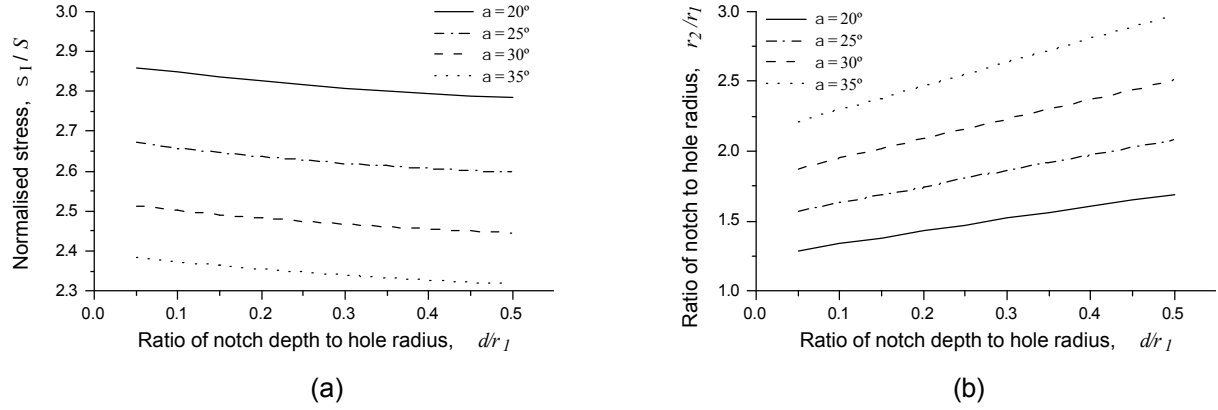 3.0
2.9
2.8
2.7
2.6
2.5
2.4
2.3
0.0 0.1 0.2 0.3 0.4 0.5
Normalised stress, s1/S
Ratio of notch depth to hole radius, d/r1
a = 20º
a = 25º
a = 30º
a = 35º
(a)
3.0
2.5
2.0
1.5
1.0
0.0 0.1 0.2 0.3 0.4 0.5
Ratio of notch to hole radius, r2/r1
Ratio of notch depth to hole radius, d/r1
a = 20º
a = 25º
a = 30º
a = 35º
(b)